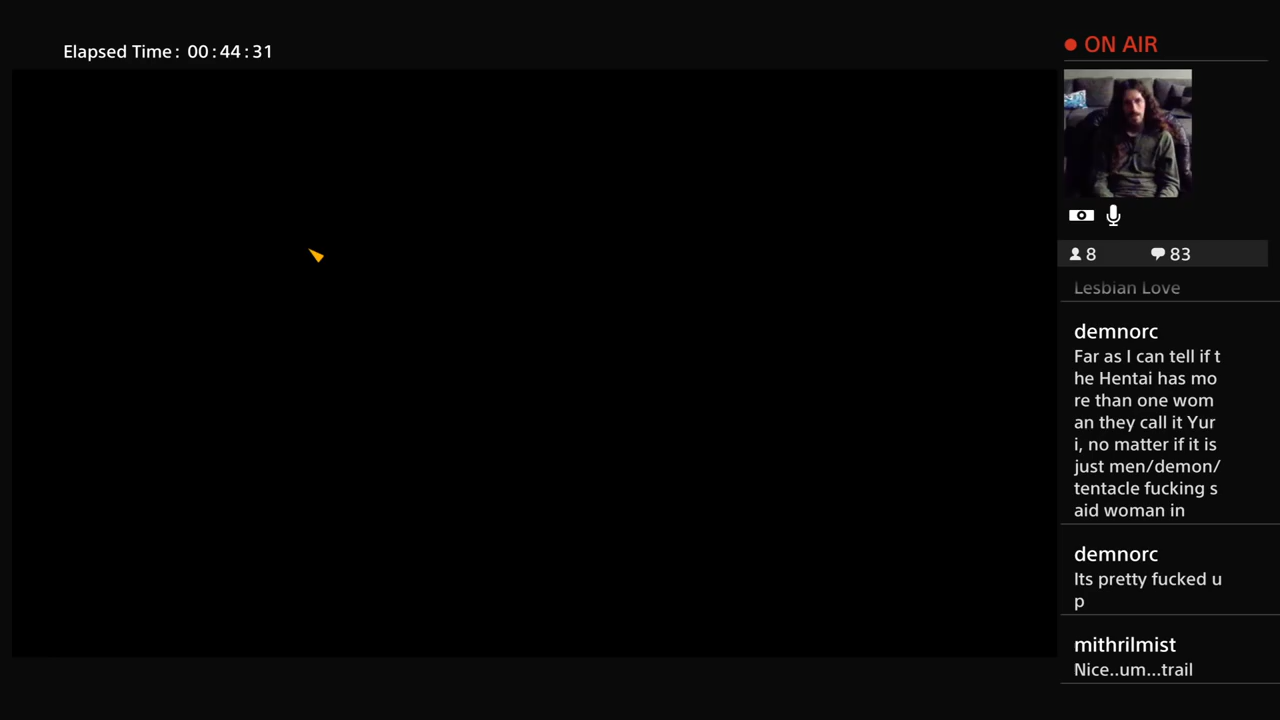 Elapsed Time: 00:44:31
ON AIR
8 83
Lesbian Love
demnorc
Far as I can tell if t
he Hentai has mo
re than one wom
an they call it Yur
i, no matter if it is
just men/demon/
tentacle fucking s
aid woman in
demnorc
Its pretty fucked u
p
mithrilmist
Nice..um...trail